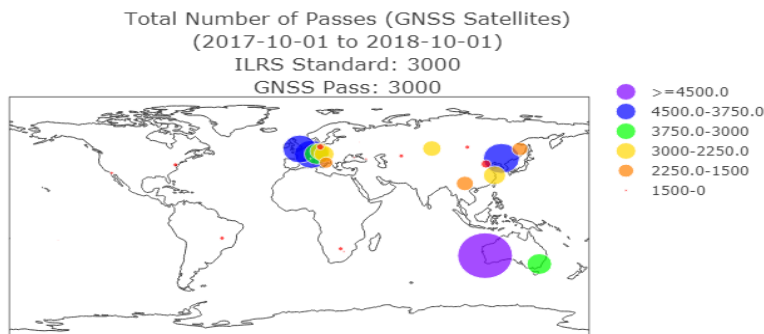 Total Number of Passes (GNSS Satellites)
(2017-10-01 to 2018-10-01)
ILRS Standard: 3000
GNSS Pass: 3000
>=4500.0
4500.0-3750.0
3750.0-3000
3000-2250.0
2250.0-1500
1500-0